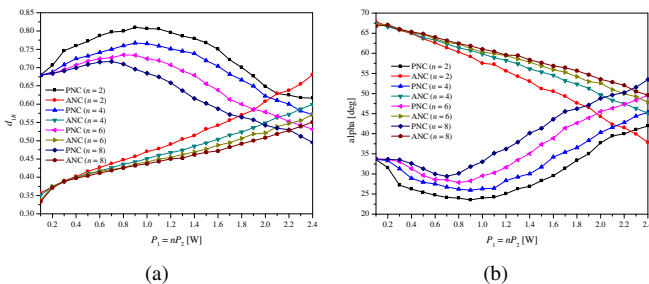 0.85
0.80
0.75
0.70
0.65
0.60
0.55
0.50
0.45
0.40
0.35
0.30
PNC (n = 2)
ANC (n = 2)
PNC (n = 4)
ANC (n = 4)
PNC (n = 6)
ANC (n = 6)
PNC (n = 8)
ANC (n = 8)
0.2 0.4 0.6 0.8 1.0 1.2 1.4 1.6 1.8 2.0 2.2 2.4
P₁ = nP₂ [W]
(a)
alpha [deg]
70
65
60
55
50
45
40
35
30
25
20
PNC (n = 2)
ANC (n = 2)
PNC (n = 4)
ANC (n = 4)
PNC (n = 6)
ANC (n = 6)
PNC (n = 8)
ANC (n = 8)
0.2 0.4 0.6 0.8 1.0 1.2 1.4 1.6 1.8 2.0 2.2 2.4
P₁ = nP₂ [W]
(b)